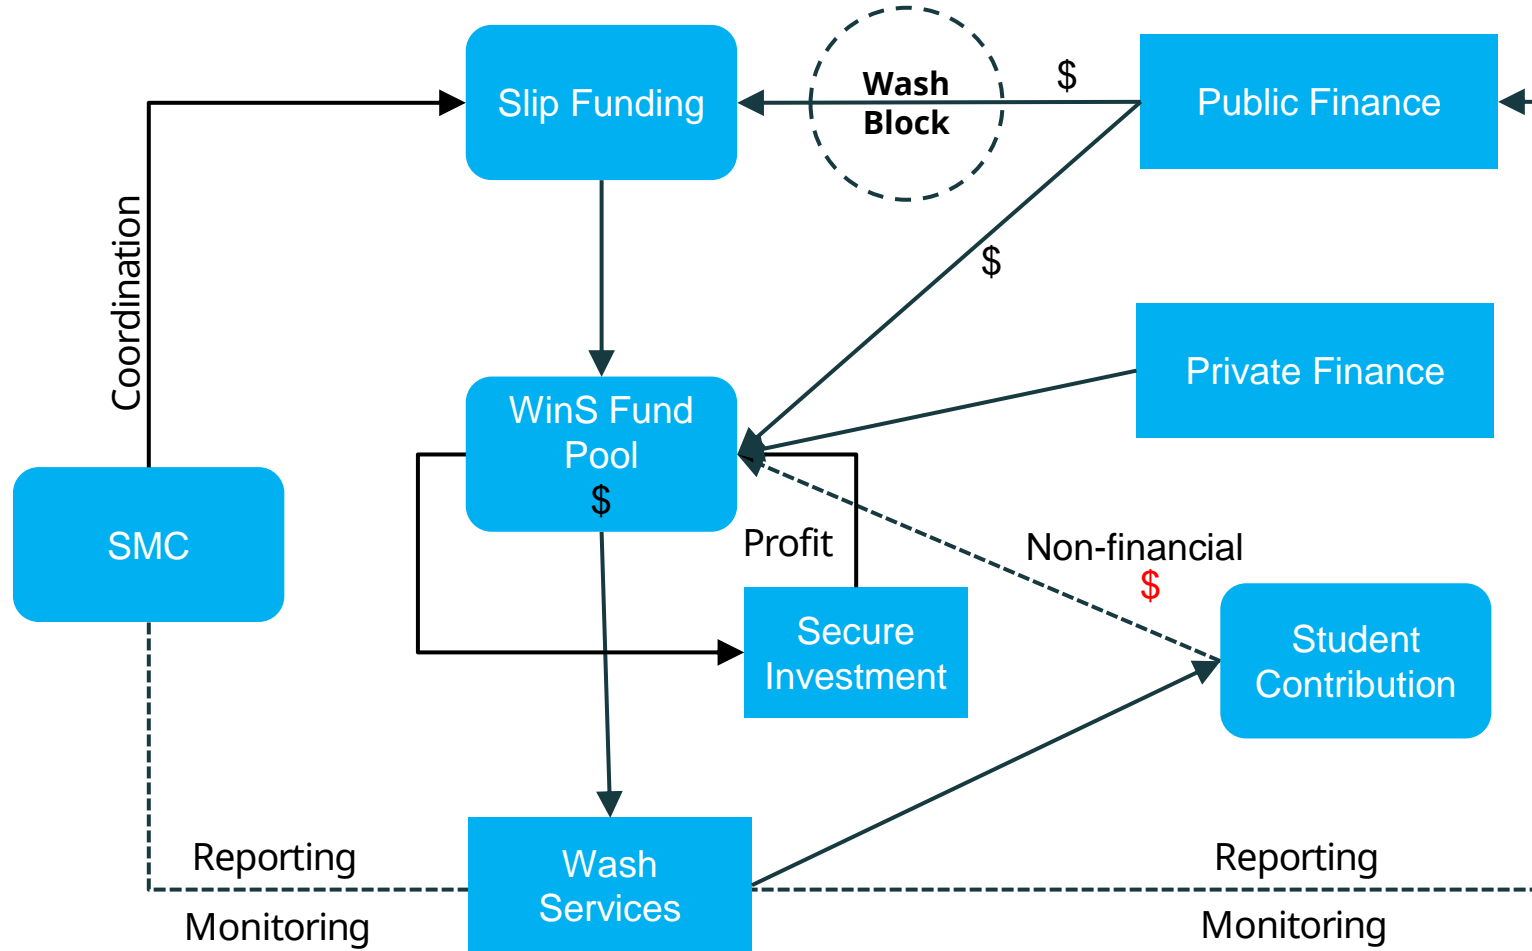 Slip Funding
Wash
Block
$
Public Finance
Coordination
$
Private Finance
WinS Fund
Pool
$
SMC
Profit
Non-financial
$
Secure
Investment
Student
Contribution
Reporting
Monitoring
Wash
Services
Reporting
Monitoring